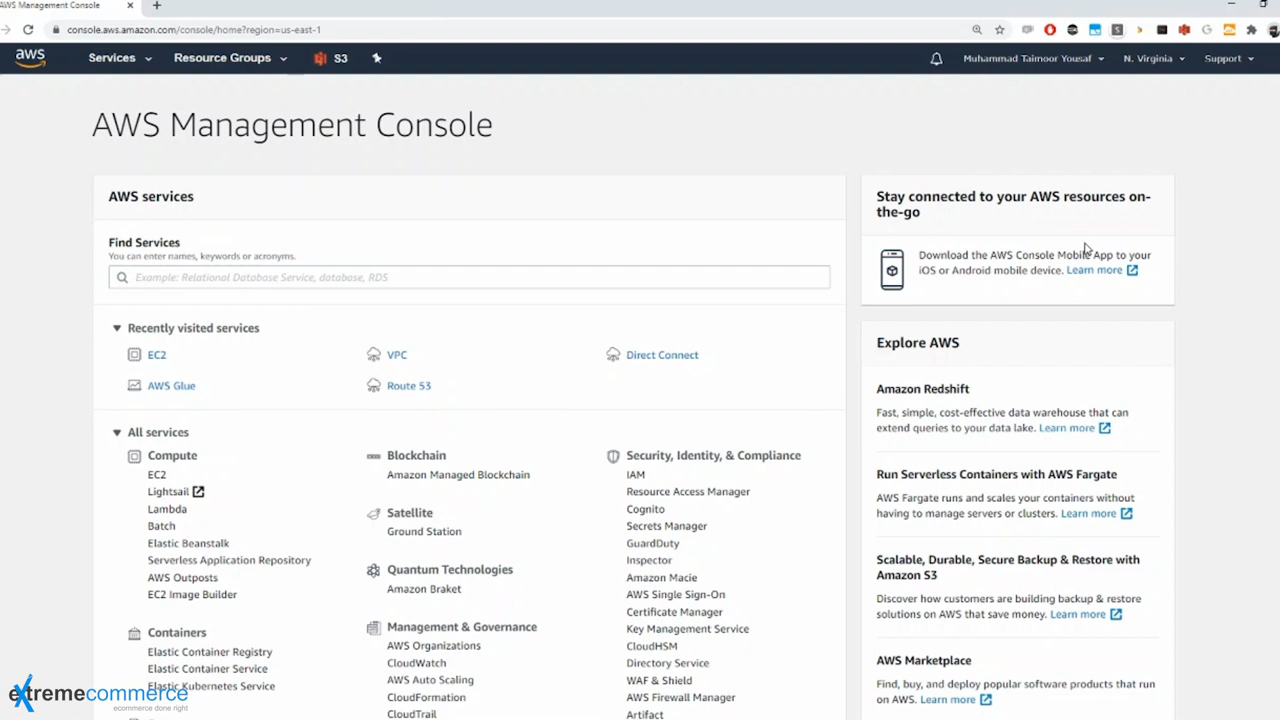 AWS Management Console
console.aws.amazon.com/console/home?region=us-east-1
aws Services Resource Groups S3 Muhammad Taimoor Yousaf N. Virginia Support
AWS Management Console
AWS services
Find Services
You can enter names, keywords or acronyms.
Example: Relational Database Service, database, RDS
Recently visited services
EC2 VPC Direct Connect
AWS Glue Route 53
All services
Compute
EC2
Lightsail
Lambda
Batch
Elastic Beanstalk
Serverless Application Repository
AWS Outposts
EC2 Image Builder
Containers
Elastic Container Registry
Elastic Container Service
Elastic Kubernetes Service
Blockchain
Amazon Managed Blockchain
Satellite
Ground Station
Quantum Technologies
Amazon Braket
Management & Governance
AWS Organizations
CloudWatch
AWS Auto Scaling
CloudFormation
CloudTrail
Security, Identity, & Compliance
IAM
Resource Access Manager
Cognito
Secrets Manager
GuardDuty
Inspector
Amazon Macie
AWS Single Sign-On
Certificate Manager
Key Management Service
CloudHSM
Directory Service
WAF & Shield
AWS Firewall Manager
Artifact
Stay connected to your AWS resources on-
the-go
Download the AWS Console Mobile App to your
iOS or Android mobile device. Learn more
Explore AWS
Amazon Redshift
Fast, simple, cost-effective data warehouse that can
extend queries to your data lake. Learn more
Run Serverless Containers with AWS Fargate
AWS Fargate runs and scales your containers without
having to manage servers or clusters. Learn more
Scalable, Durable, Secure Backup & Restore with
Amazon S3
Discover how customers are building backup & restore
solutions on AWS that save money. Learn more
AWS Marketplace
Find, buy, and deploy popular software products that run
on AWS. Learn more
extremecommerce
ecommerce done right